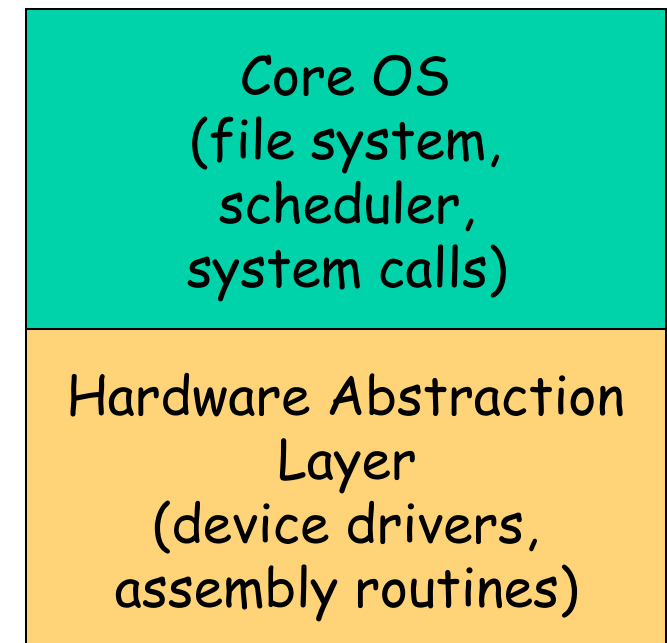 Core OS
(file system,
scheduler,
system calls)
Hardware Abstraction
Layer
(device drivers,
assembly routines)